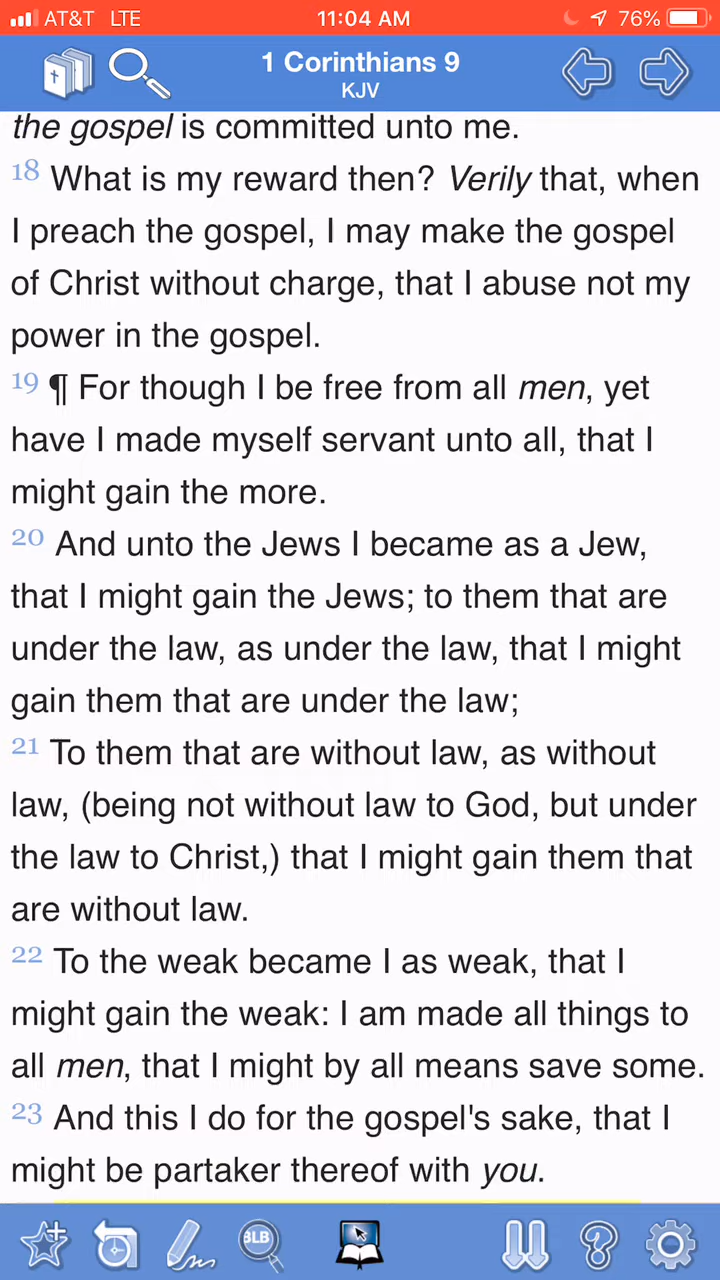 AT&T LTE 11:04 AM 76%
1 Corinthians 9
KJV
the gospel is committed unto me.
18 What is my reward then? Verily that, when
I preach the gospel, I may make the gospel
of Christ without charge, that I abuse not my
power in the gospel.
19 ¶ For though I be free from all men, yet
have I made myself servant unto all, that I
might gain the more.
20 And unto the Jews I became as a Jew,
that I might gain the Jews; to them that are
under the law, as under the law, that I might
gain them that are under the law;
21 To them that are without law, as without
law, (being not without law to God, but under
the law to Christ,) that I might gain them that
are without law.
22 To the weak became I as weak, that I
might gain the weak: I am made all things to
all men, that I might by all means save some.
23 And this I do for the gospel's sake, that I
might be partaker thereof with you.
BLB